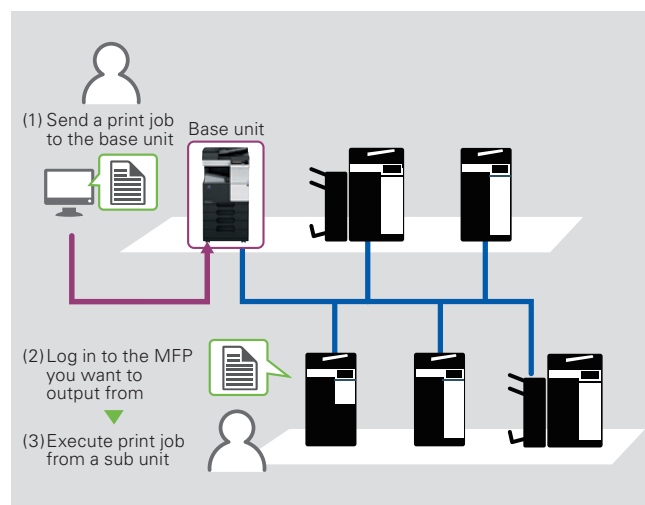 (1) Send a print job
to the base unit
Base unit
(2) Log in to the MFP
you want to
output from
(3) Execute print job
from a sub unit